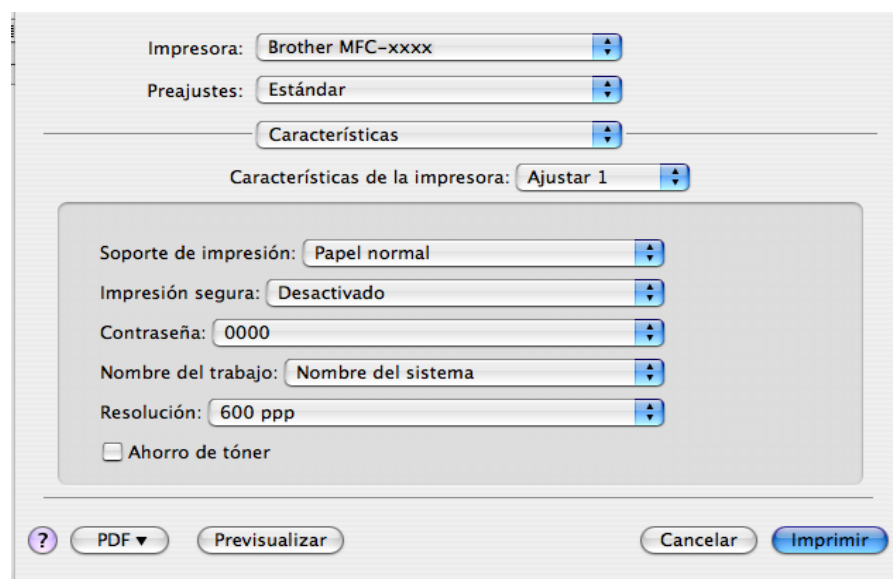 Impresora: Brother MFC-xxxx
Preajustes: Estándar
Características
Características de la impresora: Ajustar 1
Soporte de impresión: Papel normal
Impresión segura: Desactivado
Contraseña: 0000
Nombre del trabajo: Nombre del sistema
Resolución: 600 ppp
Ahorro de tóner
? PDF ▼ Previsualizar Cancelar Imprimir